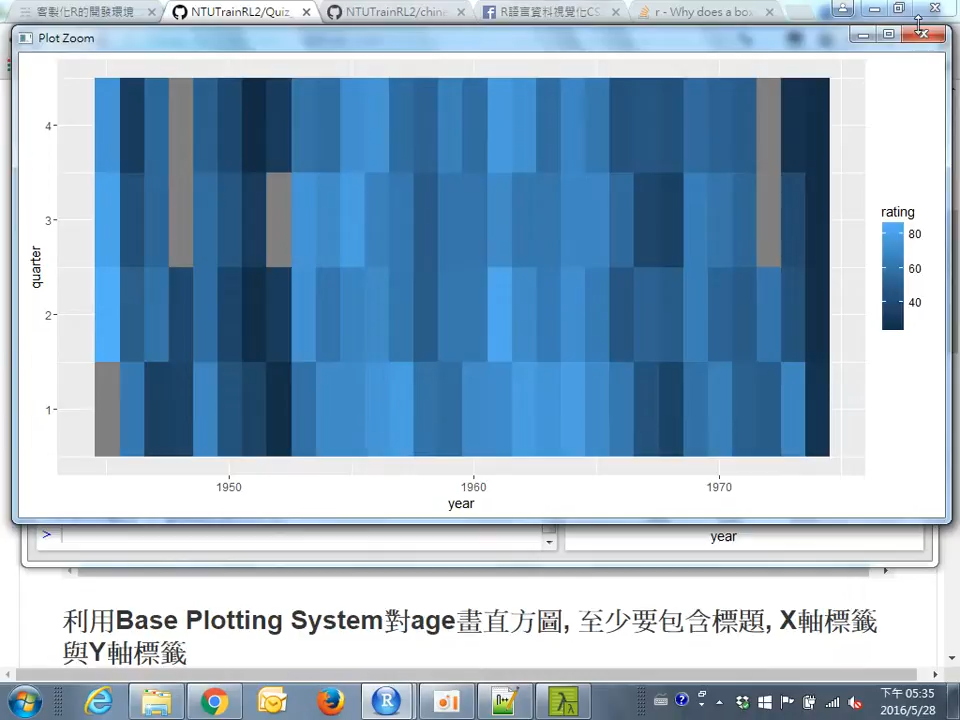 客製化R的開發環境
NTUTrainRL2/Quiz
NTUTrainRL2/chine
R語言資料視覺化CS
r - Why does a box
Plot Zoom
4
3
2
1
quarter
1950
1960
1970
year
rating
80
60
40
>
year
利用Base Plotting System對age畫直方圖, 至少要包含標題, X軸標籤
與Y軸標籤
下午 05:35
2016/5/28